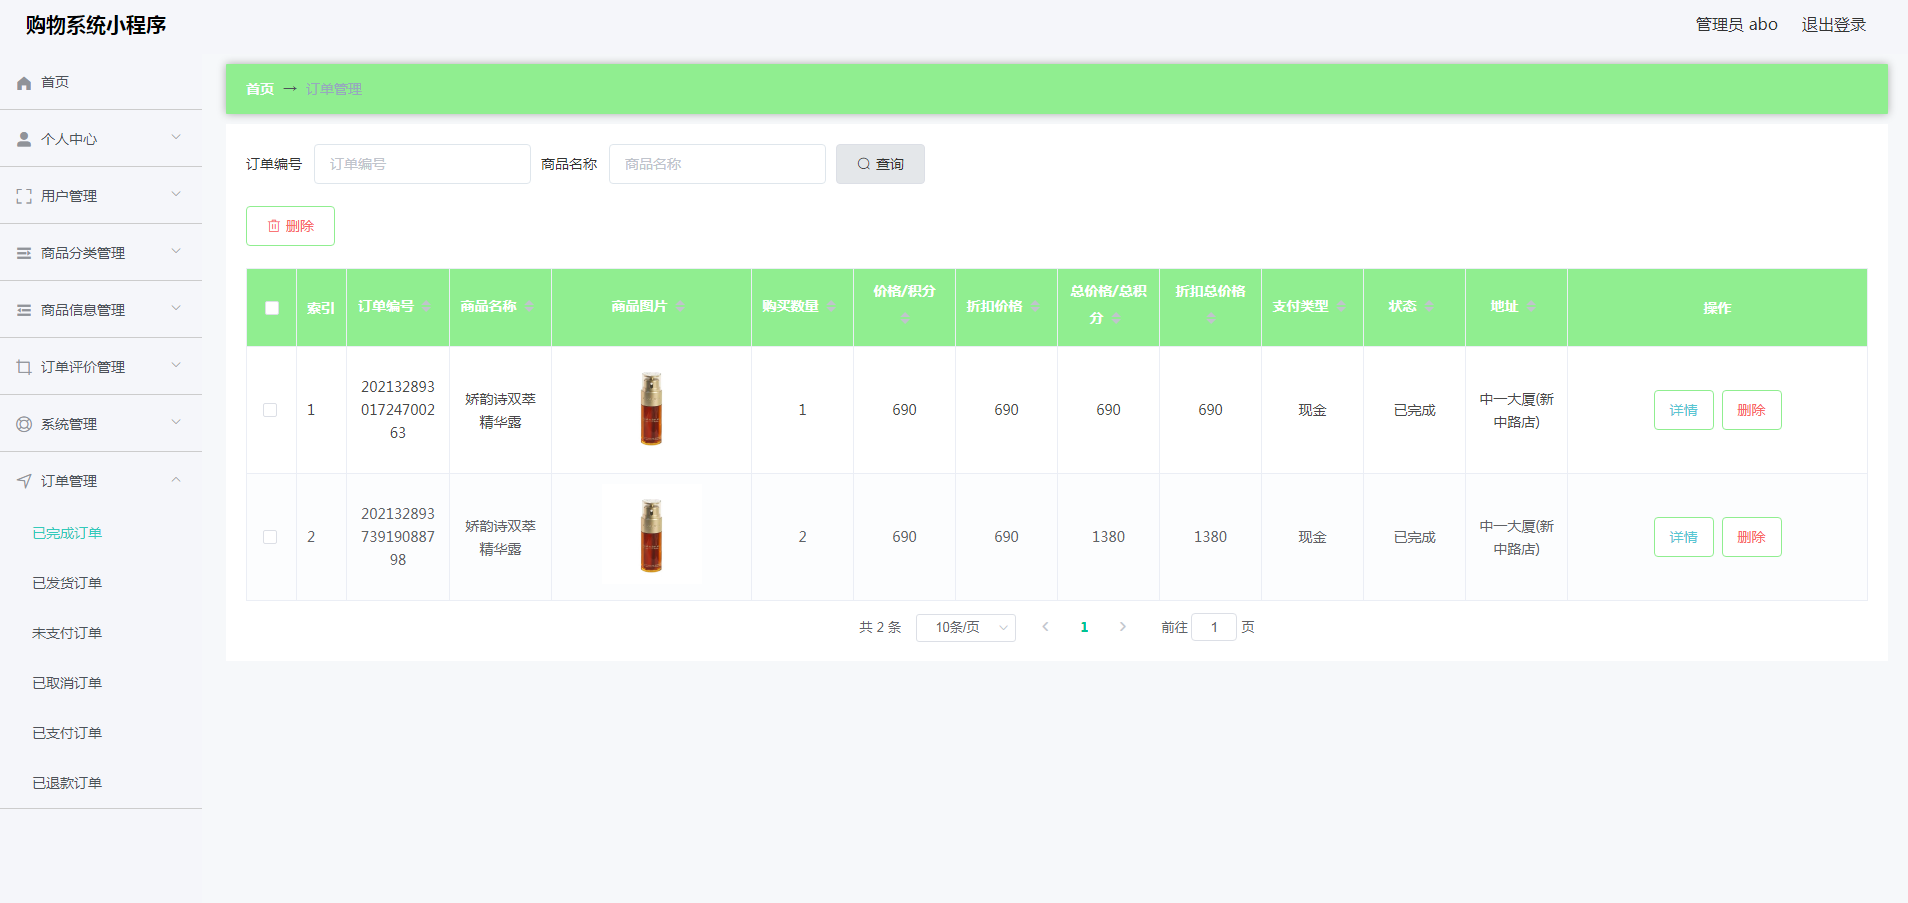 购物系统小程序
管理员 abo 退出登录
首页
个人中心
用户管理
商品分类管理
商品信息管理
订单评价管理
系统管理
订单管理
已完成订单
已发货订单
未支付订单
已取消订单
已支付订单
已退款订单
首页 → 订单管理
订单编号 订单编号 商品名称 商品名称 查询
删除
索引 订单编号 商品名称 商品图片 购买数量 价格/积分 折扣价格 总价格/总积分 折扣总价格 支付类型 状态 地址 操作
1 20213289301724700263 娇韵诗双萃精华露 1 690 690 690 690 现金 已完成 中一大厦(新中路店) 详情 删除
2 20213289373919088798 娇韵诗双萃精华露 2 690 690 1380 1380 现金 已完成 中一大厦(新中路店) 详情 删除
共 2 条 10条/页 1 前往 1 页